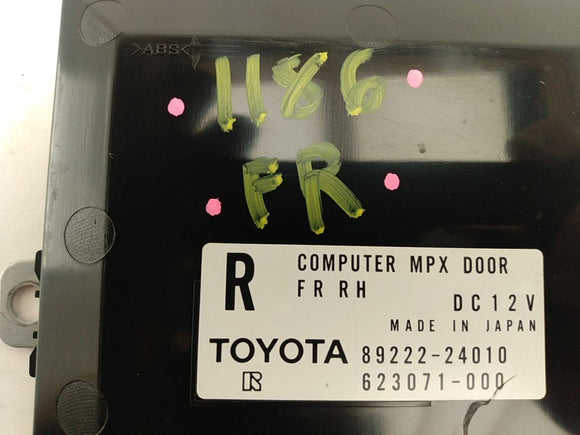 >ABS<
1186
FR
R
COMPUTER MPX DOOR
FR RH
DC12V
MADE IN JAPAN
TOYOTA 89222-24010
R 623071-000